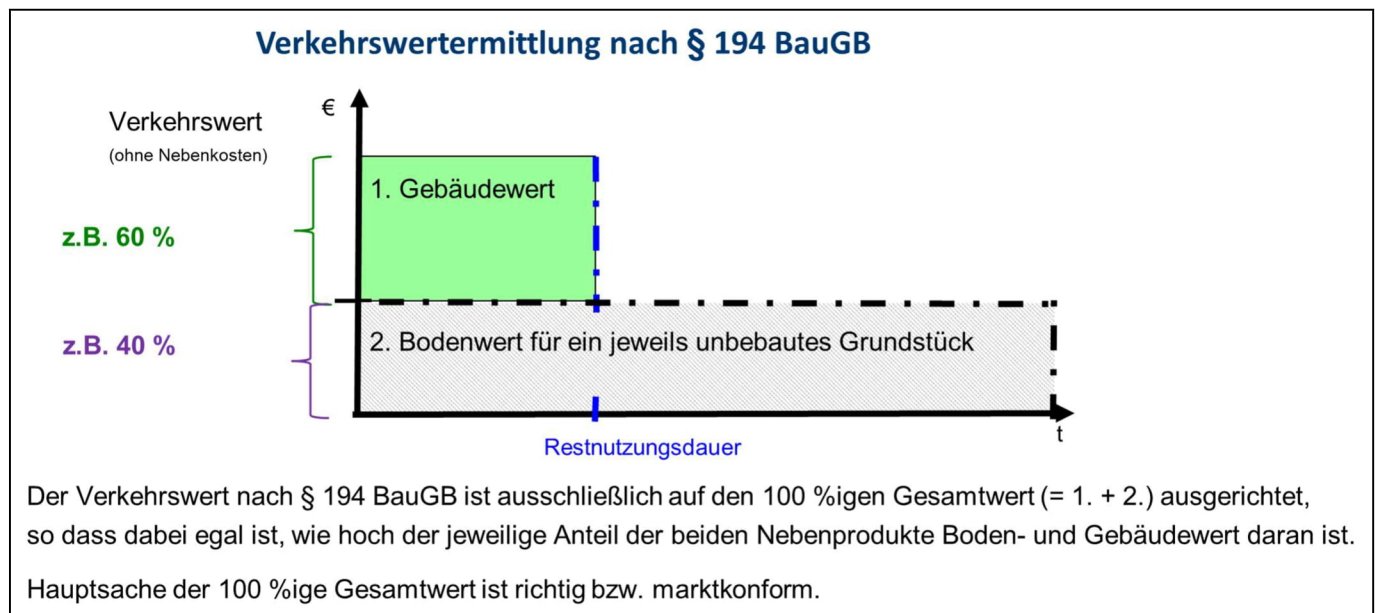 Verkehrswertermittlung nach § 194 BauGB
€
Verkehrswert
(ohne Nebenkosten)
1. Gebäudewert
z.B. 60 %
z.B. 40 %
2. Bodenwert für ein jeweils unbebautes Grundstück
t
Restnutzungsdauer
Der Verkehrswert nach § 194 BauGB ist ausschließlich auf den 100 %igen Gesamtwert (= 1. + 2.) ausgerichtet,
so dass dabei egal ist, wie hoch der jeweilige Anteil der beiden Nebenprodukte Boden- und Gebäudewert daran ist.
Hauptsache der 100 %ige Gesamtwert ist richtig bzw. marktkonform.